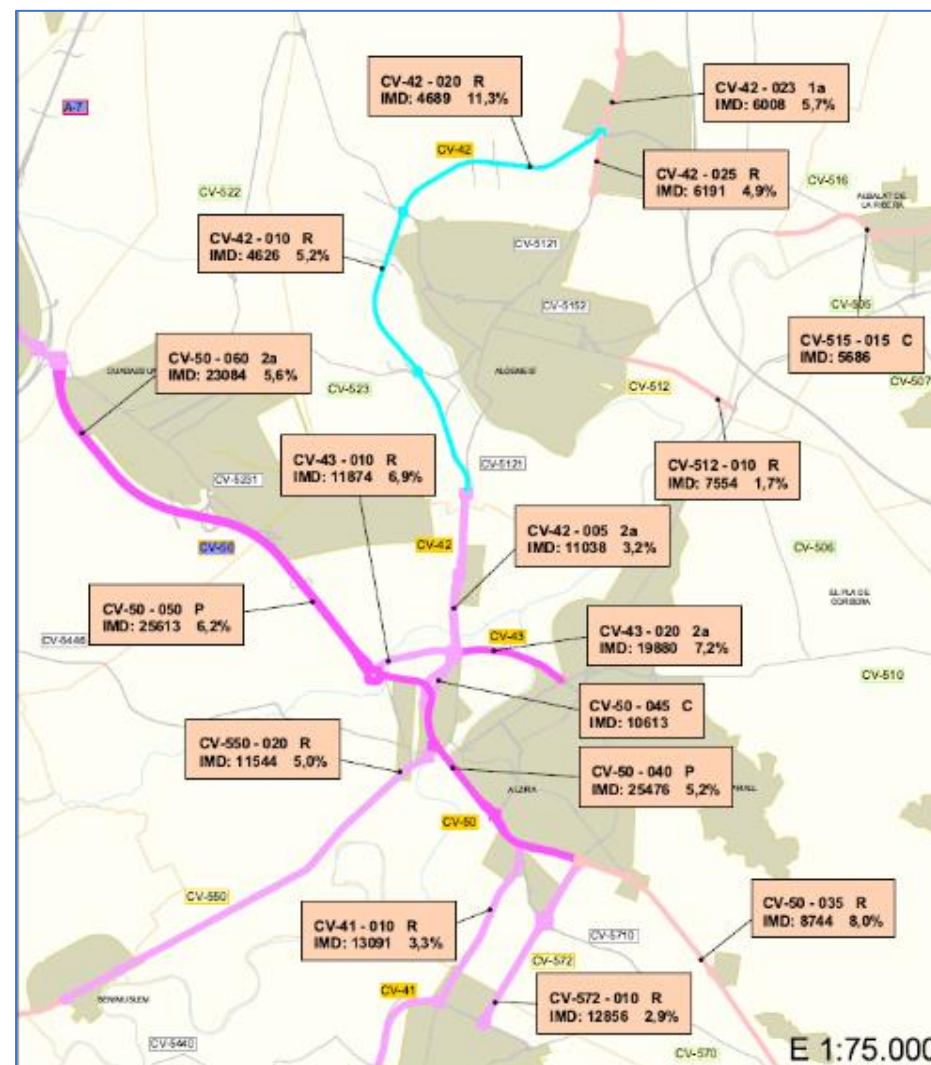 CV-42 - 020 R
IMD: 4689 11,3%
CV-42 - 023 1a
IMD: 6008 5,7%
A-7
CV-42
CV-42 - 025 R
IMD: 6191 4,9%
CV-516
CV-522
ALBALAT DE
LA RIBERA
CV-42 - 010 R
IMD: 4626 5,2%
CV-5121
CV-5152
CV-505
CV-515 - 015 C
IMD: 5686
CV-50 - 060 2a
IMD: 23084 5,6%
ALGEMESÍ
CV-523
CV-512
CV-507
CV-43 - 010 R
IMD: 11874 6,9%
CV-5121
CV-512 - 010 R
IMD: 7554 1,7%
CV-5231
CV-42 - 005 2a
IMD: 11038 3,2%
CV-50
CV-42
CV-506
EL PLA DE
CORBERA
CV-50 - 050 P
IMD: 25613 6,2%
CV-43 - 020 2a
IMD: 19880 7,2%
CV-5446
CV-43
CV-510
CV-50 - 045 C
IMD: 10613
CV-550 - 020 R
IMD: 11544 5,0%
CV-50 - 040 P
IMD: 25476 5,2%
ALZIRA
CV-50
CV-550
CV-50 - 035 R
IMD: 8744 8,0%
CV-41 - 010 R
IMD: 13091 3,3%
CV-5710
CV-572
CV-41
BENIMUSLEM
CV-572 - 010 R
IMD: 12856 2,9%
CV-5440
CV-570
E 1:75.000